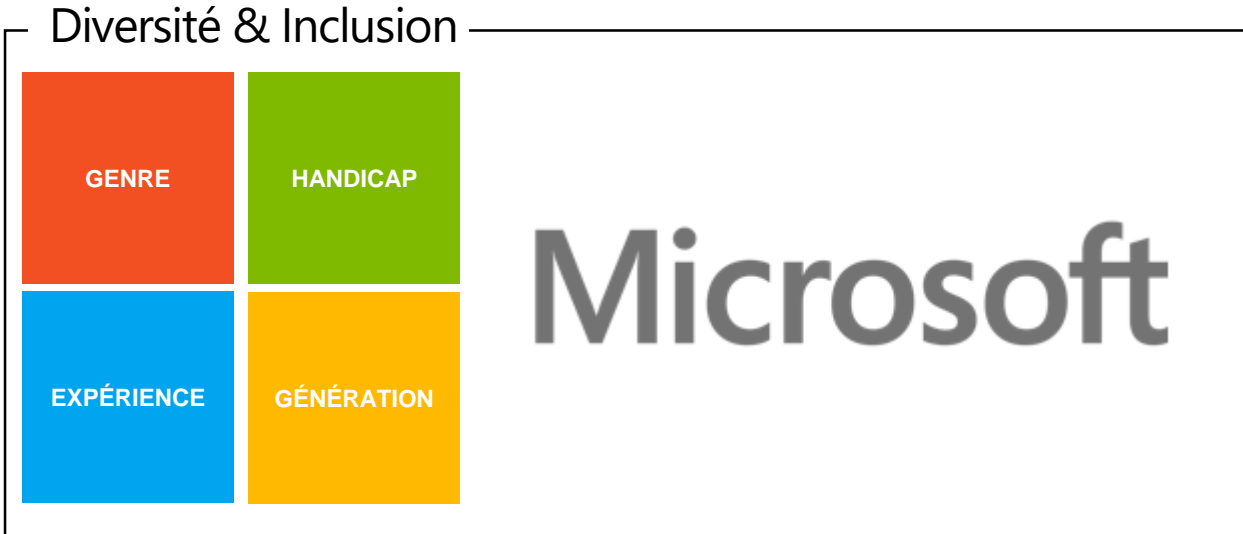 Diversité & Inclusion
GENRE
HANDICAP
Microsoft
EXPÉRIENCE
GÉNÉRATION